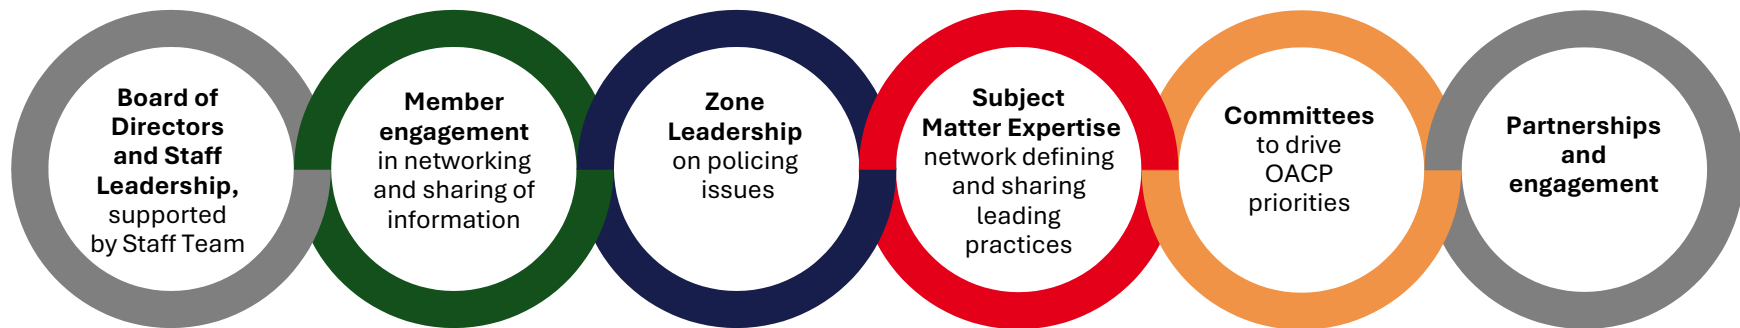 Board of
Directors
and Staff
Leadership,
supported
by Staff Team
Member
engagement
in networking
and sharing of
information
Zone
Leadership
on policing
issues
Subject
Matter Expertise
network defining
and sharing
leading
practices
Committees
to drive
OACP
priorities
Partnerships
and
engagement